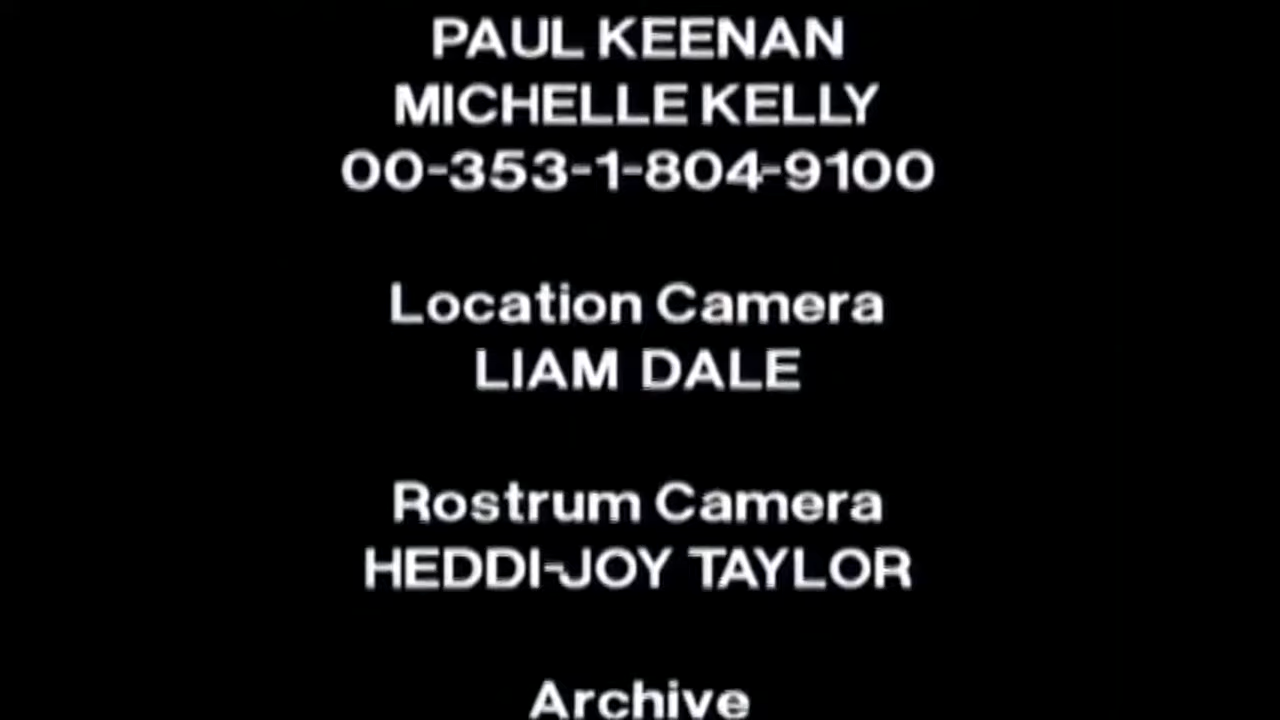 PAUL KEENAN
MICHELLE KELLY
00-353-1-804-9100
Location Camera
LIAM DALE
Rostrum Camera
HEDDI-JOY TAYLOR
Archive